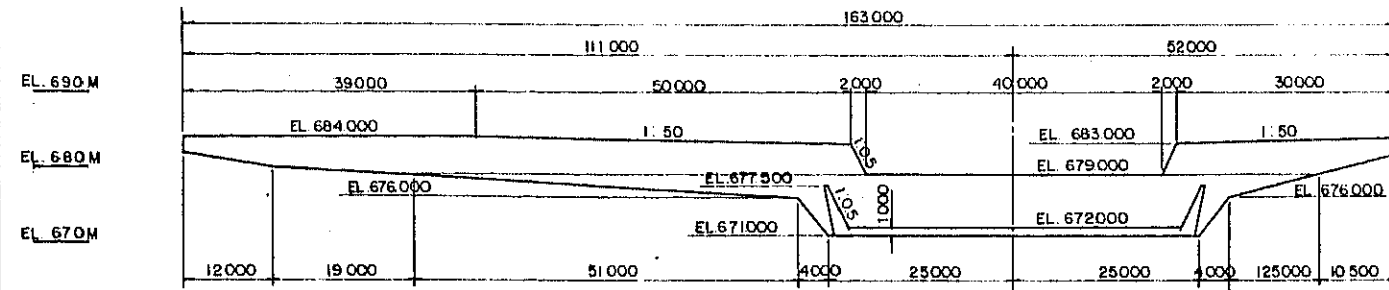 163000
111000 52000
EL. 690 M 39000 50000 2000 40000 2000 30000
EL. 684.000 1:50 EL. 683.000 1:50
EL. 680 M 1:0.5 EL. 679.000
EL. 677.500
EL. 676.000 1:0.5 1000 EL. 676.000
EL. 670 M EL. 671.000 EL. 672.000
12000 19000 51000 4000 25000 25000 4000 125000 10500